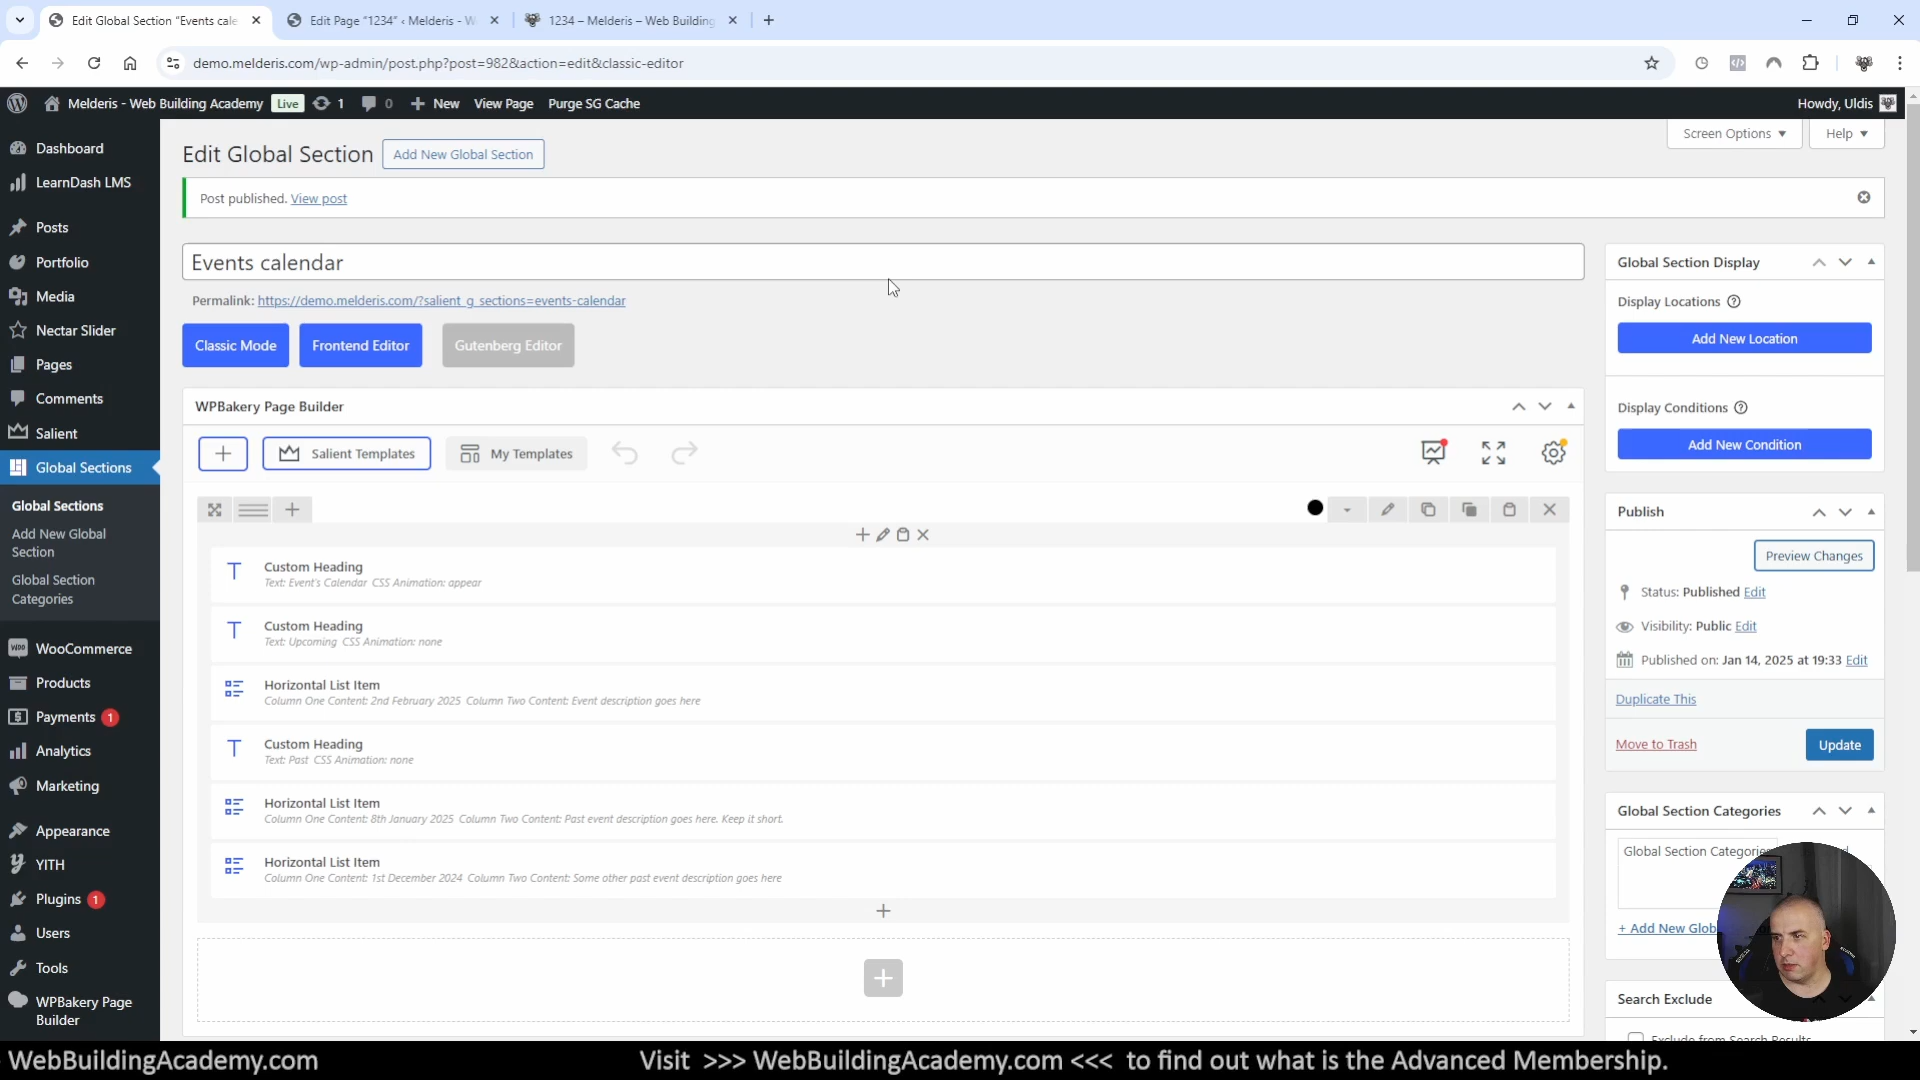 Edit Global Section "Events cale
Edit Page "1234" ‹ Melderis - W
1234 – Melderis – Web Building
demo.melderis.com/wp-admin/post.php?post=982&action=edit&classic-editor
Melderis - Web Building Academy
Live
1
0
New
View Page
Purge SG Cache
Howdy, Uldis
Dashboard
LearnDash LMS
Posts
Portfolio
Media
Nectar Slider
Pages
Comments
Salient
Global Sections
Global Sections
Add New Global
Section
Global Section
Categories
WooCommerce
Products
Payments 1
Analytics
Marketing
Appearance
YITH
Plugins 1
Users
Tools
WPBakery Page
Builder
Screen Options
Help
Edit Global Section
Add New Global Section
Post published. View post
Events calendar
Permalink: https://demo.melderis.com/?salient_g_sections=events-calendar
Classic Mode
Frontend Editor
Gutenberg Editor
WPBakery Page Builder
Salient Templates
My Templates
Custom Heading
Text: Event's Calendar CSS Animation: appear
Custom Heading
Text: Upcoming CSS Animation: none
Horizontal List Item
Column One Content: 2nd February 2025 Column Two Content: Event description goes here
Custom Heading
Text: Past CSS Animation: none
Horizontal List Item
Column One Content: 8th January 2025 Column Two Content: Past event description goes here. Keep it short.
Horizontal List Item
Column One Content: 1st December 2024 Column Two Content: Some other past event description goes here
Global Section Display
Display Locations
Add New Location
Display Conditions
Add New Condition
Publish
Preview Changes
Status: Published Edit
Visibility: Public Edit
Published on: Jan 14, 2025 at 19:33 Edit
Duplicate This
Move to Trash
Update
Global Section Categories
Global Section Categorie
+ Add New Glob
Search Exclude
Exclude from Search Results
WebBuildingAcademy.com
Visit >>> WebBuildingAcademy.com <<< to find out what is the Advanced Membership.